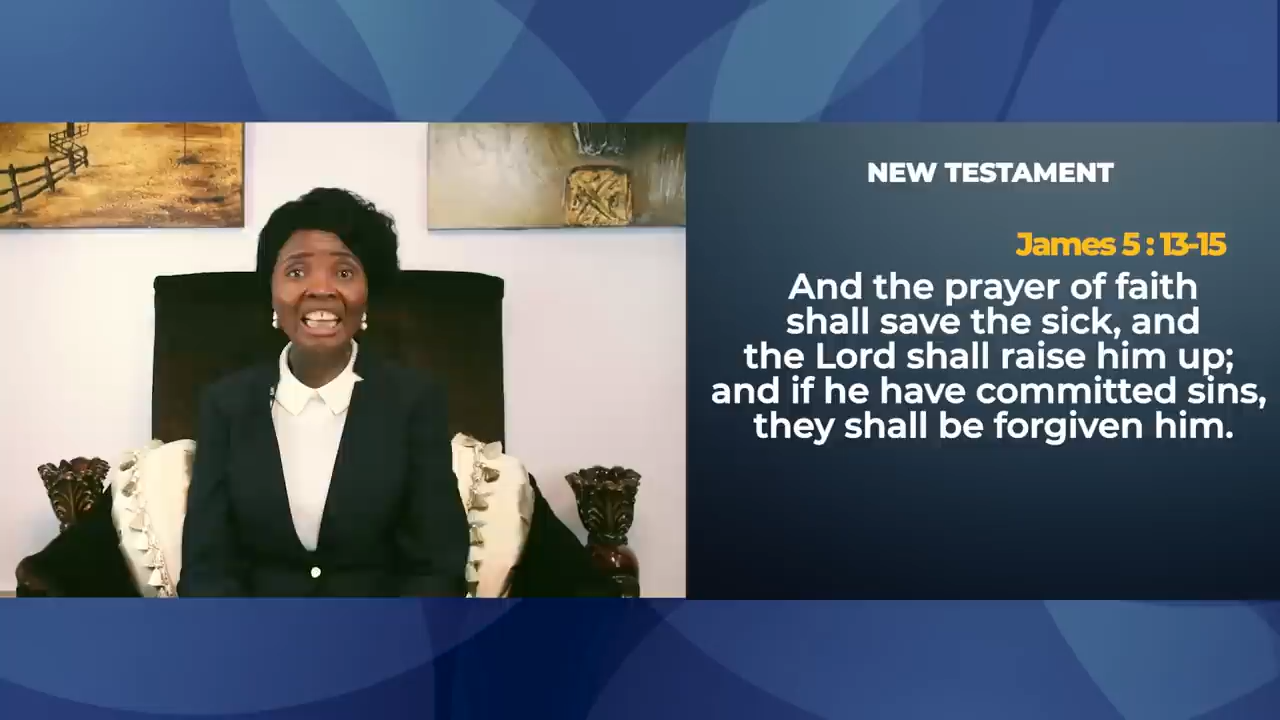 NEW TESTAMENT
James 5 : 13-15
And the prayer of faith
shall save the sick, and
the Lord shall raise him up;
and if he have committed sins,
they shall be forgiven him.